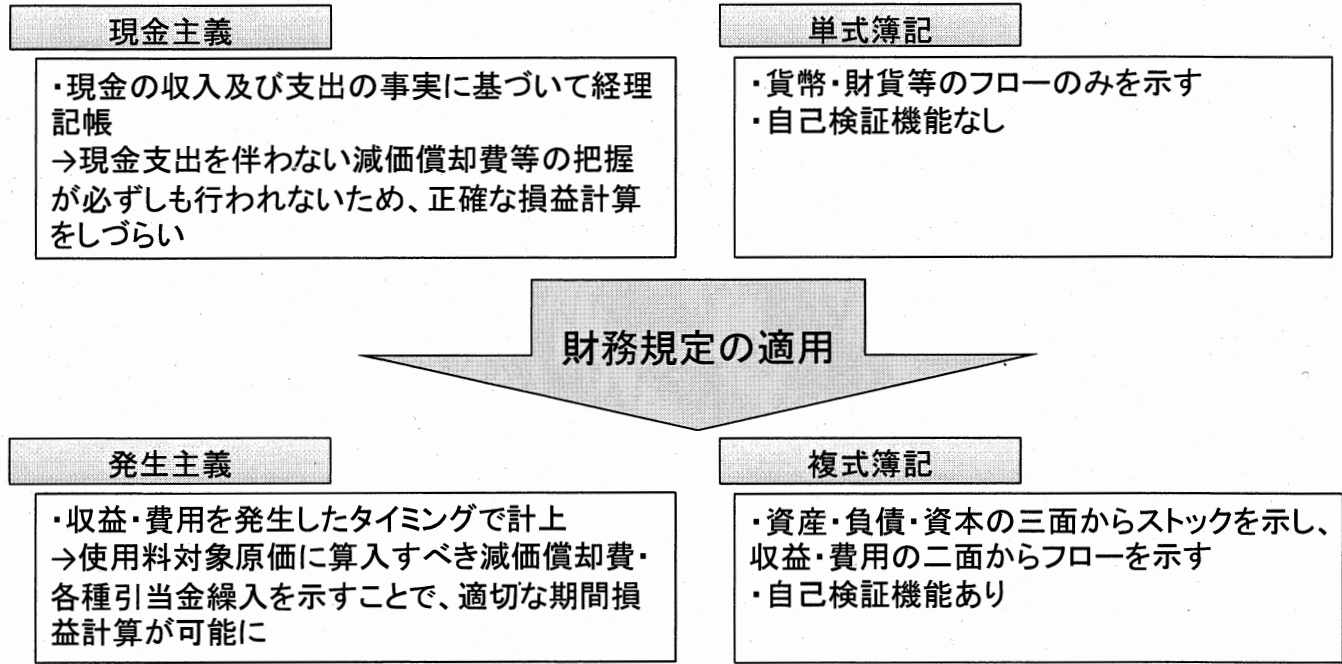 現金主義
・現金の収入及び支出の事実に基づいて経理
記帳
→現金支出を伴わない減価償却費等の把握
が必ずしも行われないため、正確な損益計算
をしづらい
単式簿記
・貨幣・財貨等のフローのみを示す
・自己検証機能なし
財務規定の適用
発生主義
・収益・費用を発生したタイミングで計上
→使用料対象原価に算入すべき減価償却費・
各種引当金繰入を示すことで、適切な期間損
益計算が可能に
複式簿記
・資産・負債・資本の三面からストックを示し、
収益・費用の二面からフローを示す
・自己検証機能あり